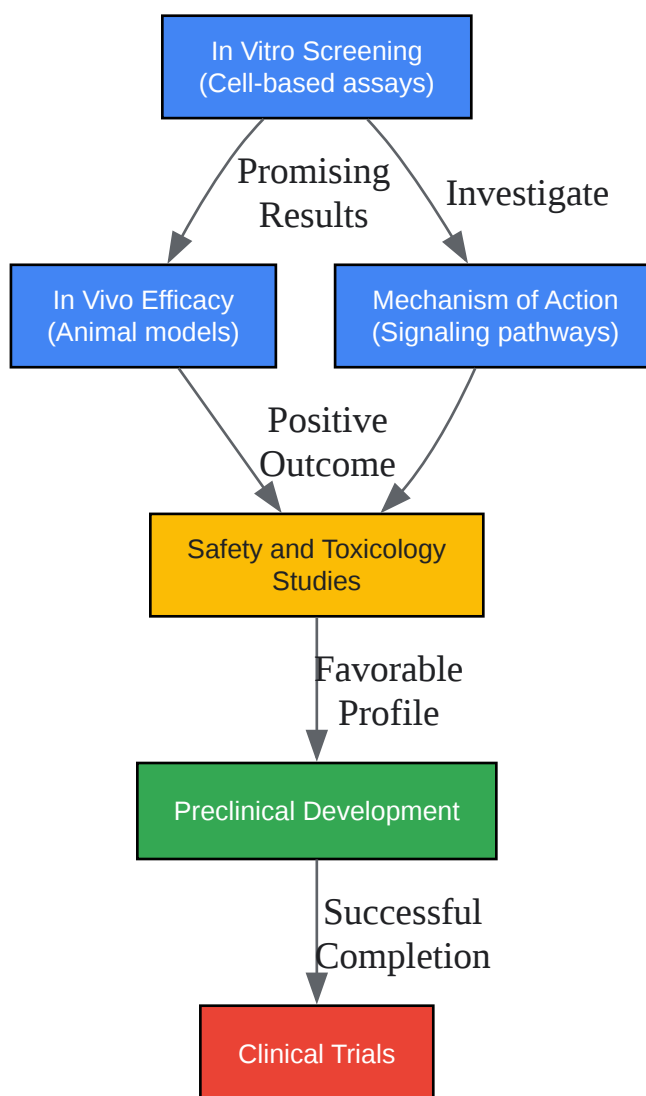 In Vitro Screening
(Cell-based assays)
Promising
Results
Investigate
In Vivo Efficacy
(Animal models)
Mechanism of Action
(Signaling pathways)
Positive
Outcome
Safety and Toxicology
Studies
Favorable
Profile
Preclinical Development
Successful
Completion
Clinical Trials